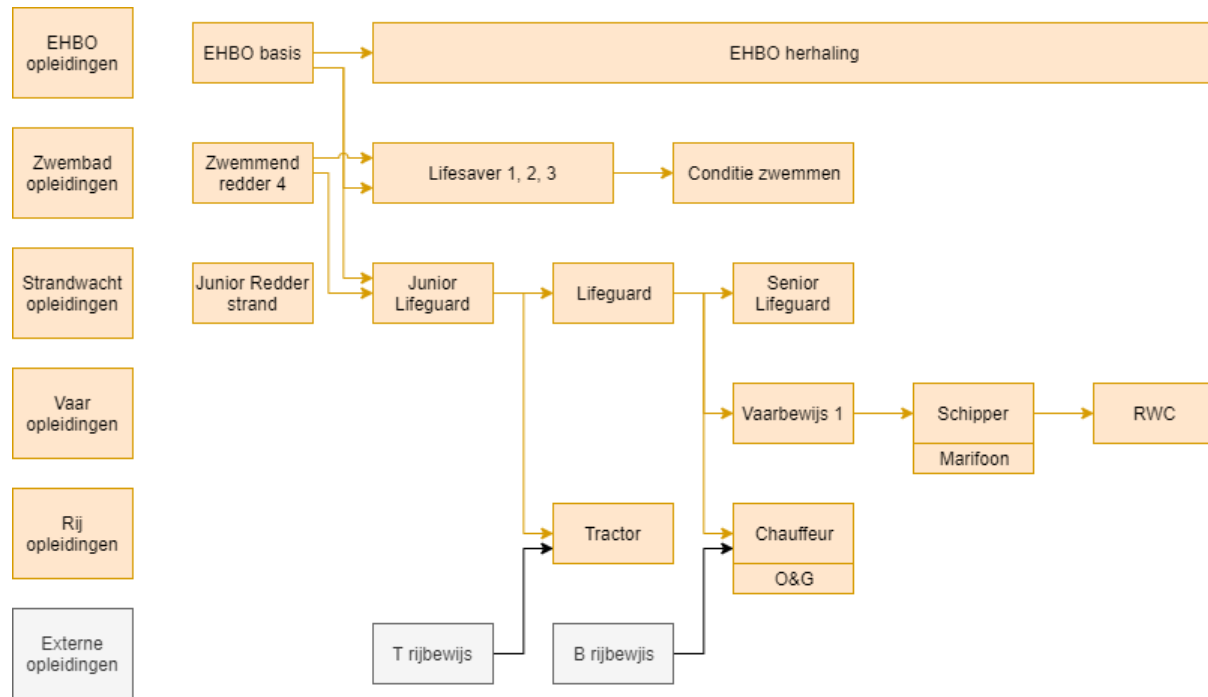 EHBO
opleidingen
EHBO basis
EHBO herhaling
Zwembad
opleidingen
Zwemmend
redder 4
Lifesaver 1, 2, 3
Conditie zwemmen
Strandwacht
opleidingen
Junior Redder
strand
Junior
Lifeguard
Lifeguard
Senior
Lifeguard
Vaar
opleidingen
Vaarbewijs 1
Schipper
Marifoon
RWC
Rij
opleidingen
Tractor
Chauffeur
O&G
Externe
opleidingen
T rijbewijs
B rijbewjis